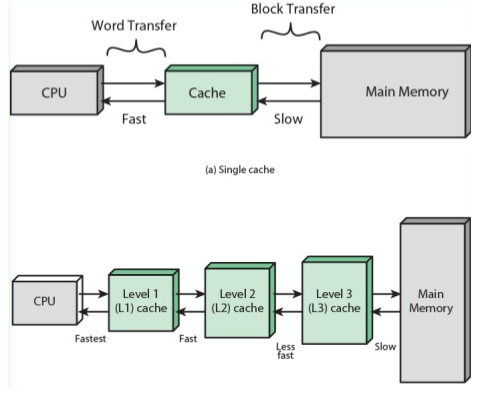 Block Transfer
Word Transfer
CPU
Cache
Main Memory
Fast
Slow
(a) Single cache
CPU
Level 1
(L1) cache
Level 2
(L2) cache
Level 3
(L3) cache
Main
Memory
Fastest
Fast
Less
fast
Slow